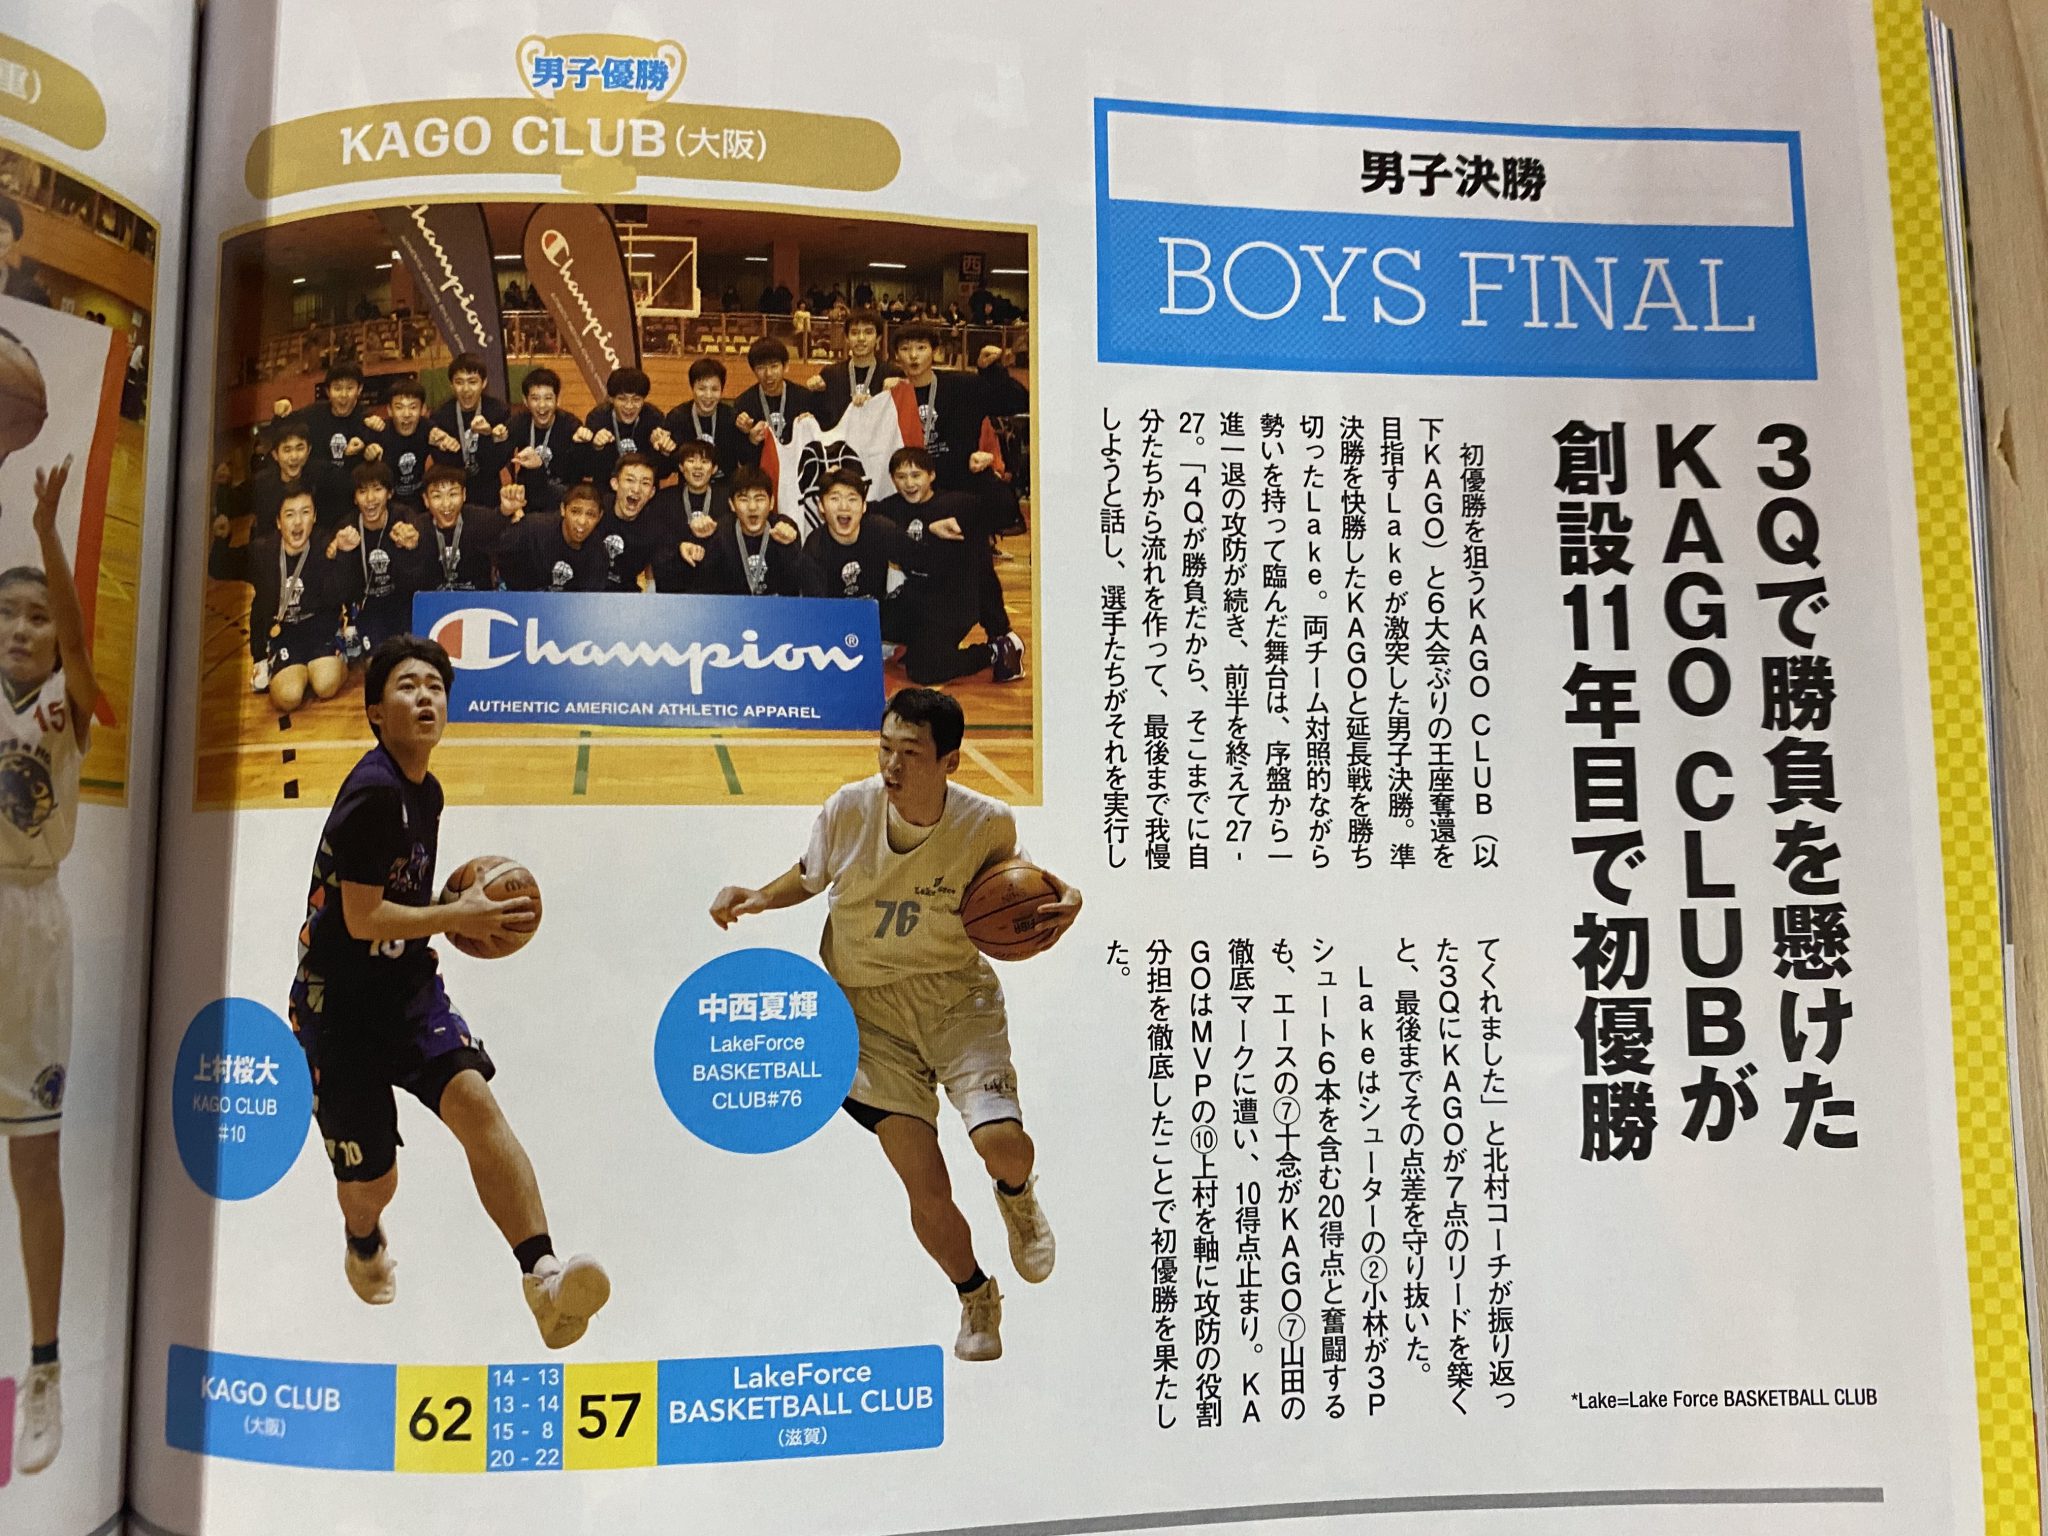 男子優勝
KAGO CLUB(大阪)
男子決勝
BOYS FINAL
3Qで勝負を懸けた
KAGO CLUBが
創設11年目で初優勝
初優勝を狙うKAGO CLUB(以
下KAGO)と6大会ぶりの王座奪還を
目指すLakeが激突した男子決勝。準
決勝を快勝したKAGOと延長戦を勝ち
切ったLake。両チーム対照的ながら
勢いを持って臨んだ舞台は、序盤から一
進一退の攻防が続き、前半を終えて27-
27。「4Qが勝負だから、そこまでに自
分たちから流れを作って、最後まで我慢
しようと話し、選手たちがそれを実行し
てくれました」と北村コーチが振り返っ
た3QにKAGOが7点のリードを築く
と、最後までその点差を守り抜いた。
Lakeはシューターの②小林が3P
シュート6本を含む20得点と奮闘する
も、エースの⑦十念がKAGO⑦山田の
徹底マークに遭い、10得点止まり。KA
GOはMVPの⑩上村を軸に攻防の役割
分担を徹底したことで初優勝を果たし
た。
*Lake=Lake Force BASKETBALL CLUB
Champion
Champion
西
Champion®
AUTHENTIC AMERICAN ATHLETIC APPAREL
8
6
15
10
10
Lake Force
76
上村桜大
KAGO CLUB
#10
中西夏輝
LakeForce
BASKETBALL
CLUB#76
KAGO CLUB
(大阪)
62
14 - 13
13 - 14
15 - 8
20 - 22
57
LakeForce
BASKETBALL CLUB
(滋賀)